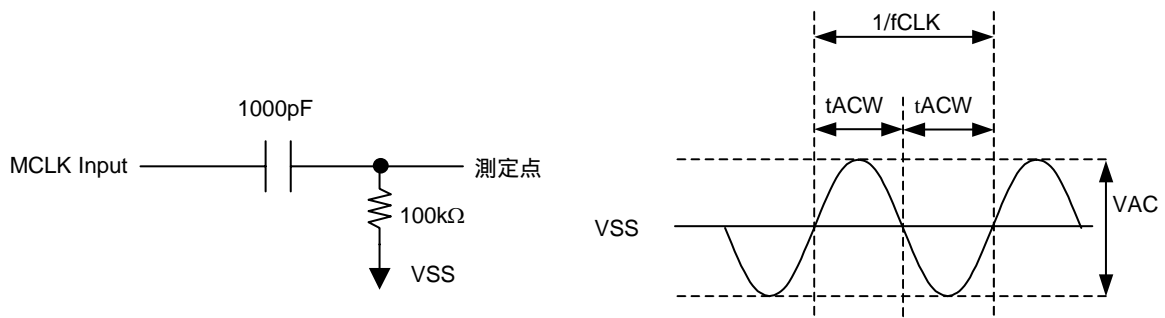 1000pF
MCLK Input
測定点
100kΩ
VSS
1/fCLK
tACW
tACW
VSS
VAC